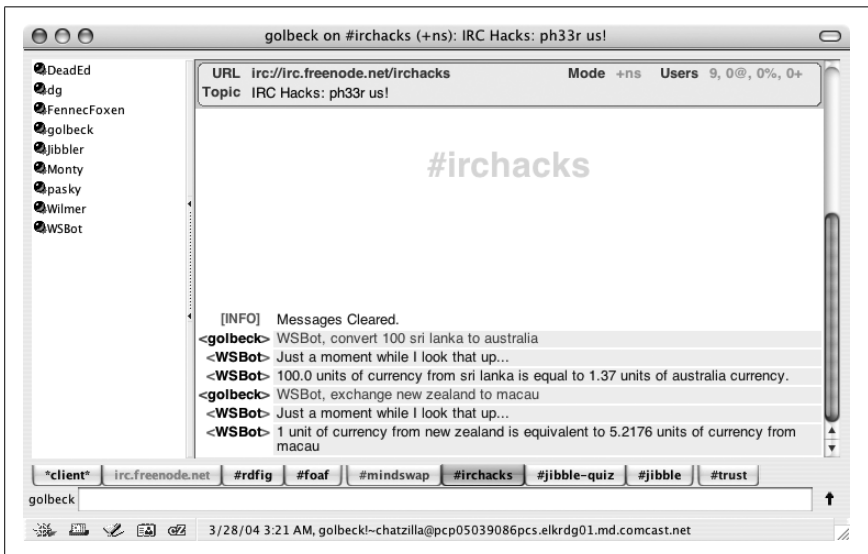 golbeck on #irchacks (+ns): IRC Hacks: ph33r us!
DeadEd
dg
FennecFoxen
golbeck
Jibbler
Monty
pasky
Wilmer
WSBot
URL irc://irc.freenode.net/irchacks Mode +ns Users 9, 0@, 0%, 0+
Topic IRC Hacks: ph33r us!
#irchacks
[INFO] Messages Cleared.
<golbeck> WSBot, convert 100 sri lanka to australia
<WSBot> Just a moment while I look that up...
<WSBot> 100.0 units of currency from sri lanka is equal to 1.37 units of australia currency.
<golbeck> WSBot, exchange new zealand to macau
<WSBot> Just a moment while I look that up...
<WSBot> 1 unit of currency from new zealand is equivalent to 5.2176 units of currency from
macau
*client* irc.freenode.net #rdfig #foaf #mindswap #irchacks #jibble-quiz #jibble #trust
golbeck
3/28/04 3:21 AM, golbeck!~chatzilla@pcp05039086pcs.elkrdg01.md.comcast.net